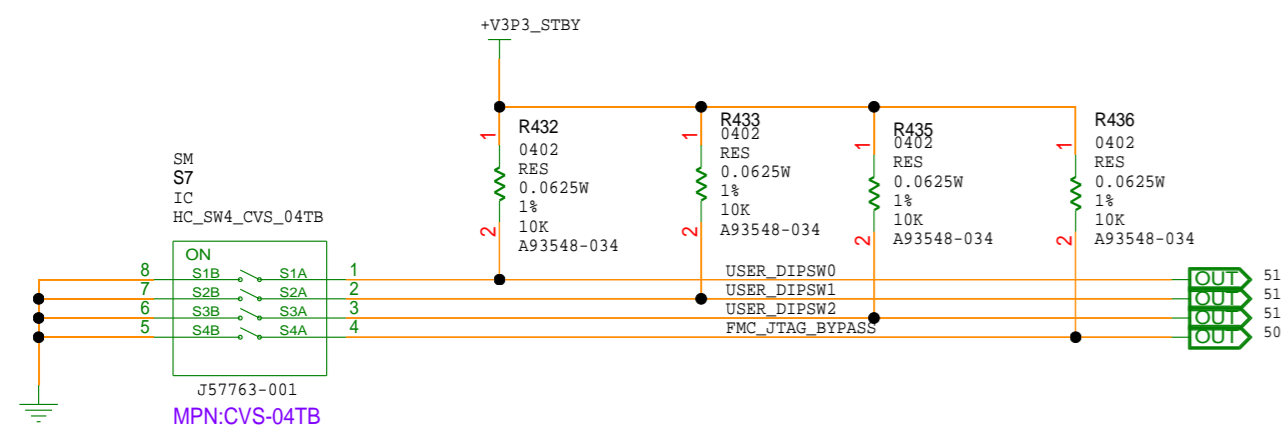 +V3P3_STBY
R432
0402
RES
0.0625W
1%
10K
A93548-034
1
2
R433
0402
RES
0.0625W
1%
10K
A93548-034
1
2
R435
0402
RES
0.0625W
1%
10K
A93548-034
1
2
R436
0402
RES
0.0625W
1%
10K
A93548-034
1
2
SM
S7
IC
HC_SW4_CVS_04TB
ON
8 S1B S1A 1
7 S2B S2A 2
6 S3B S3A 3
5 S4B S4A 4
USER_DIPSW0 OUT 51
USER_DIPSW1 OUT 51
USER_DIPSW2 OUT 51
FMC_JTAG_BYPASS OUT 50
J57763-001
MPN:CVS-04TB